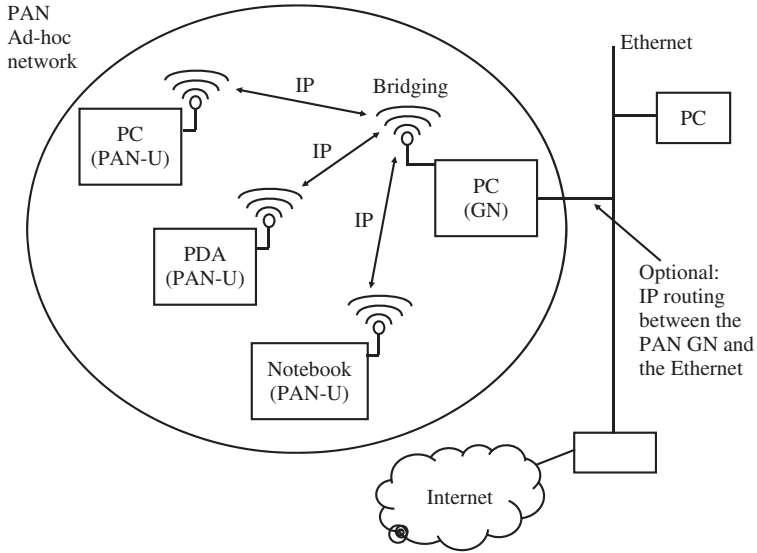 PAN
Ad-hoc
network
Ethernet
IP
Bridging
PC
(PAN-U)
PC
IP
PC
(GN)
IP
PDA
(PAN-U)
Optional:
IP routing
between the
PAN GN and
the Ethernet
Notebook
(PAN-U)
Internet